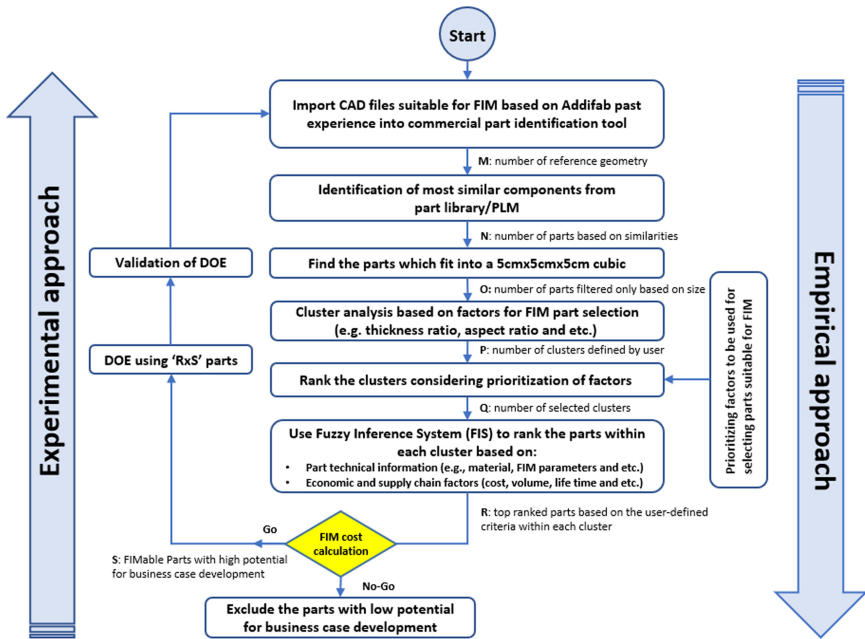 Start
Import CAD files suitable for FIM based on Addifab past
experience into commercial part identification tool
M: number of reference geometry
Identification of most similar components from
part library/PLM
N: number of parts based on similarities
Find the parts which fit into a 5cmx5cmx5cm cubic
O: number of parts filtered only based on size
Cluster analysis based on factors for FIM part selection
(e.g. thickness ratio, aspect ratio and etc.)
P: number of clusters defined by user
Rank the clusters considering prioritization of factors
Q: number of selected clusters
Use Fuzzy Inference System (FIS) to rank the parts within
each cluster based on:
• Part technical information (e.g., material, FIM parameters and etc.)
• Economic and supply chain factors (cost, volume, life time and etc.)
R: top ranked parts based on the user-defined
criteria within each cluster
FIM cost
calculation
Go
S: FIMable Parts with high potential
for business case development
No-Go
Exclude the parts with low potential
for business case development
DOE using ‘RxS’ parts
Validation of DOE
Prioritizing factors to be used for
selecting parts suitable for FIM
Experimental approach
Empirical approach